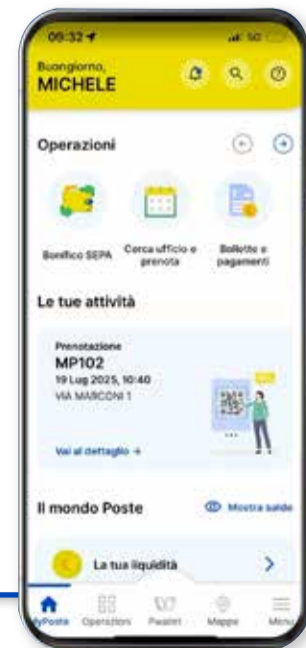 09:32
5G
Buongiorno,
MICHELE
Operazioni
Bonifico SEPA
Cerca ufficio e
prenota
Bollette e
pagamenti
Le tue attività
Prenotazione
MP102
19 Lug 2025, 10:40
VIA MARCONI 1
Vai al dettaglio →
Il mondo Poste
Mostra saldo
La tua liquidità
MyPoste
Operazioni
Mappe
Menu